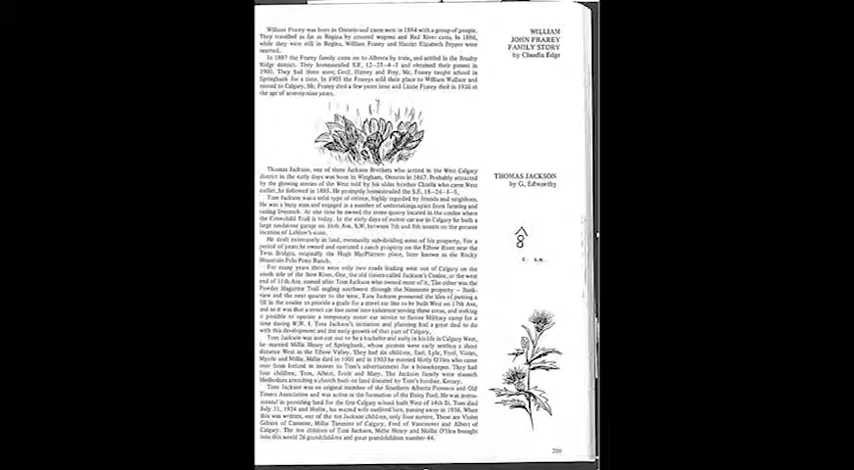 WILLIAM
JOHN FRAREY
FAMILY STORY
by Claudia Edge
William Frarey was born in Ontario and came west in 1884 with a group of people.
They travelled as far as Regina by covered wagons and Red River carts. In 1886,
while they were still in Regina, William Frarey and Harriet Elizabeth Pepper were
married.
In 1887 the Frarey family came on to Alberta by train, and settled in the Brushy
Ridge district. They homesteaded S.E. 12-25-4-5 and obtained their patent in
1900. They had three sons, Cecil, Harvey and Roy. Mr. Frarey taught school in
Springbank for a time. In 1905 the Frareys sold their place to William Wallace and
moved to Calgary. Mr. Frarey died a few years later and Lizzie Frarey died in 1950 at
the age of seventy-nine years.
THOMAS JACKSON
by G. Edworthy
Thomas Jackson, one of three Jackson Brothers who settled in the West Calgary
district in the early days was born in Wingham, Ontario in 1867. Probably attracted
by the glowing stories of the West told by his older brother Charlie who came West
earlier, he followed in 1885. He promptly homesteaded the S.E. 18-24-1-5.
Tom Jackson was a solid type of citizen, highly regarded by friends and neighbors.
He was a busy man and engaged in a number of undertakings apart from farming and
raising livestock. At one time he owned the stone quarry located in the coulee where
the Crowchild Trail is today. In the early days of motor car use in Calgary he built a
large sandstone garage on 16th Ave. S.W. between 7th and 8th streets on the present
location of Loblaw's store.
He dealt extensively in land, eventually sub-dividing some of his property. For a
period of years he owned and operated a ranch property on the Elbow River near the
Twin Bridges, originally the Hugh MacPherson place, later known as the Rocky
Mountain Polo Pony Ranch.
For many years there were only two roads leading west out of Calgary on the
south side of the Bow River. One, the old timers called Jackson's Coulee, at the west
end of 11th Ave. named after Tom Jackson who owned most of it. The other was the
Powder Magazine Trail angling southwest through the Nimmons property - Bank-
view and the next quarter to the west. Tom Jackson promoted the idea of putting a
fill in the coulee to provide a grade for a street car line to be built West on 17th Ave.
and so it was that a street car line came into existence serving these areas, and making
it possible to operate a temporary street car service to Sarcee Military camp for a
time during W.W. I. Tom Jackson's initiative and planning had a great deal to do
with this development and the early growth of that part of Calgary.
Tom Jackson was not cut out to be a bachelor and early in his life in Calgary West,
he married Millie Henry of Springbank, whose parents were early settlers a short
distance West in the Elbow Valley. They had six children, Earl, Lyle, Fred, Violet,
Myrtle and Millie. Millie died in 1901 and in 1903 he married Molly O'Hea who came
over from Ireland in answer to Tom's advertisement for a housekeeper. They had
four children, Tom, Albert, and Mary. The Jackson family were staunch
Methodists attending a church built on land donated by Tom's brother, Kersey.
Tom Jackson was an original member of the Southern Alberta Pioneers and Old
Timers Association and was active in the formation of the Dairy Pool. He was instru-
mental in providing land for the first Calgary school built West of 14th St. Tom died
July 31, 1934 and Mollie, his second wife outlived him, passing away in 1956. When
this was written, out of the ten Jackson children, only four survive. These are Violet
Gibson of Canmore, Millie Tammes of Calgary, Fred of Vancouver and Albert of
Calgary. The ten children of Tom Jackson, Millie Henry and Mollie O'Hea brought
into this world 26 grandchildren and great grandchildren number 44.
209